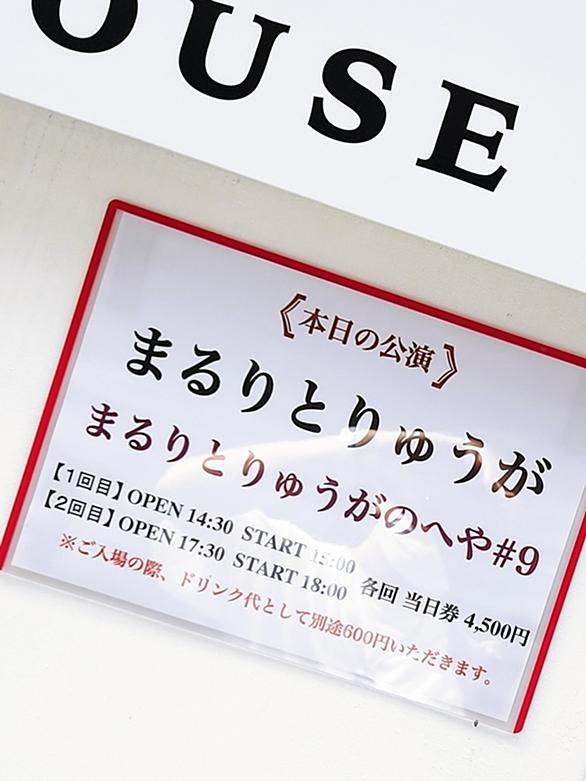 OUSE
《本日の公演》
まるりとりゅうが
まるりとりゅうがのへや#9
【1回目】OPEN 14:30 START 15:00
【2回目】OPEN 17:30 START 18:00 各回 当日券 4,500円
※ご入場の際、ドリンク代として別途600円いただきます。